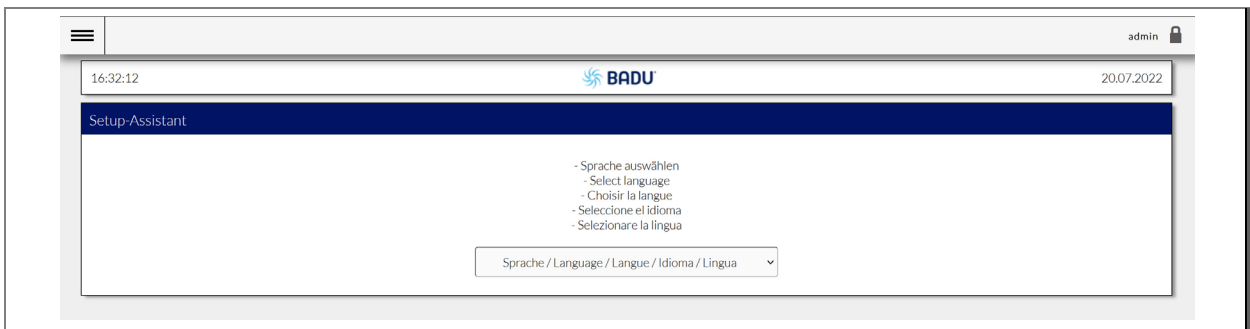 admin
16:32:12
BADU
20.07.2022
Setup-Assistant
- Sprache auswählen
- Select language
- Choisir la langue
- Seleccione el idioma
- Selezionare la lingua
Sprache / Language / Langue / Idioma / Lingua